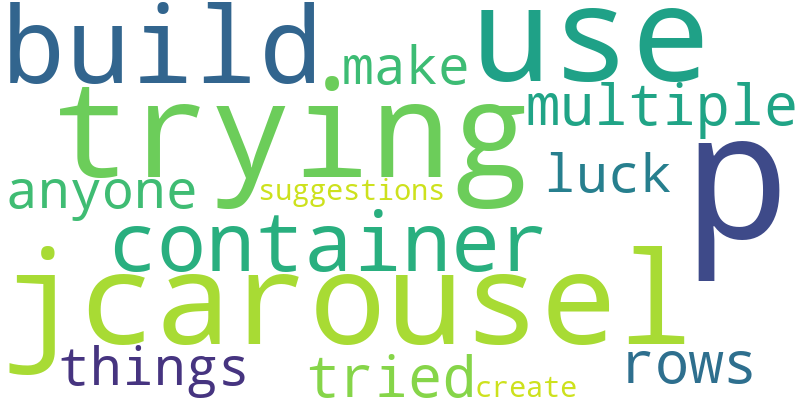 build
make
use
trying
multiple
p
luck
anyone
suggestions
container
jcarousel
things
tried
create
rows